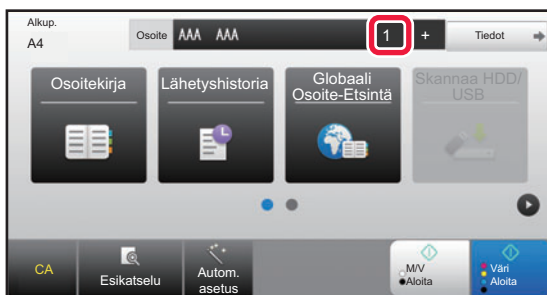 Alkup.
A4
Osoite AAA AAA 1 + Tiedot
Osoitekirja
Lähetyshistoria
Globaali
Osoite-Etsintä
Skannaa HDD/
USB
CA
Esikatselu
Autom.
asetus
M/V
Aloita
Väri
Aloita